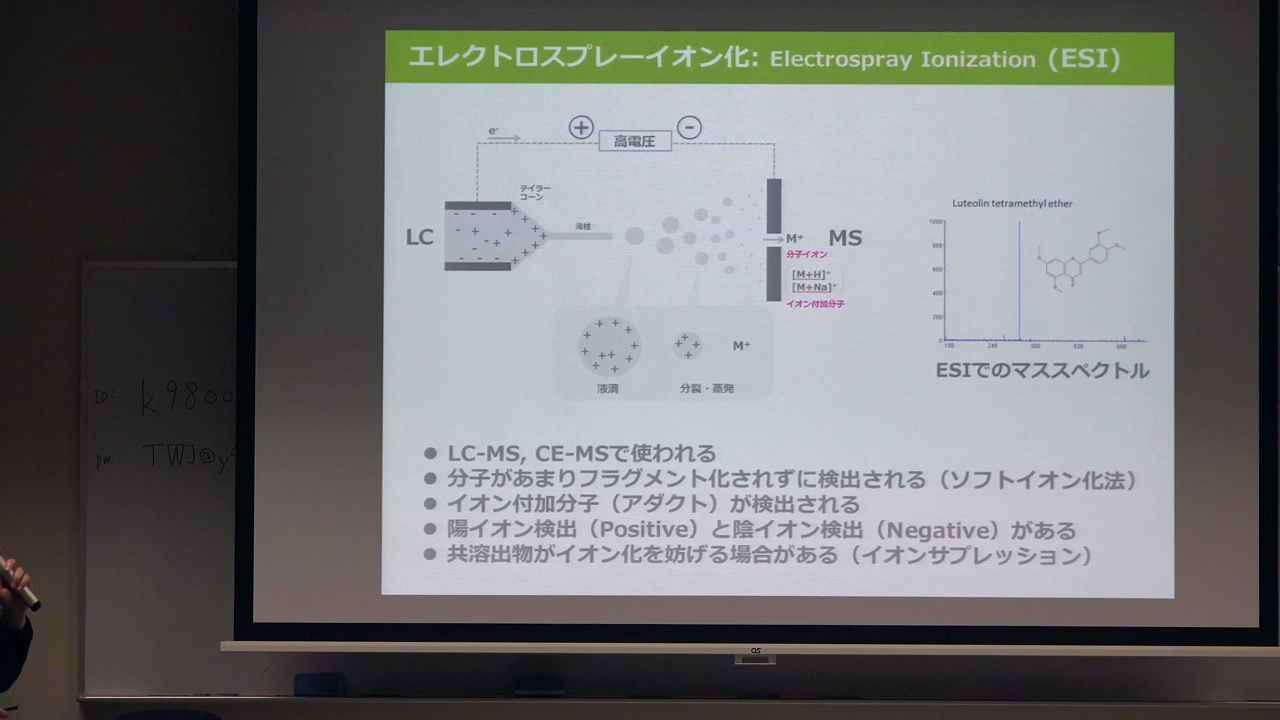 エレクトロスプレーイオン化: Electrospray Ionization (ESI)
e⁻
+
高電圧
-
テイラー
コーン
液柱
LC
M⁺
MS
分子イオン
[M+H]⁺
[M+Na]⁺
イオン付加分子
液滴
分裂・蒸発
M⁺
Luteolin tetramethyl ether
1000
800
600
400
200
0
ESIでのマススペクトル
● LC-MS, CE-MSで使われる
● 分子があまりフラグメント化されずに検出される（ソフトイオン化法）
● イオン付加分子（アダクト）が検出される
● 陽イオン検出（Positive）と陰イオン検出（Negative）がある
● 共溶出物がイオン化を妨げる場合がある（イオンサプレッション）
ID: k9800
pw. TWJ@y
OS